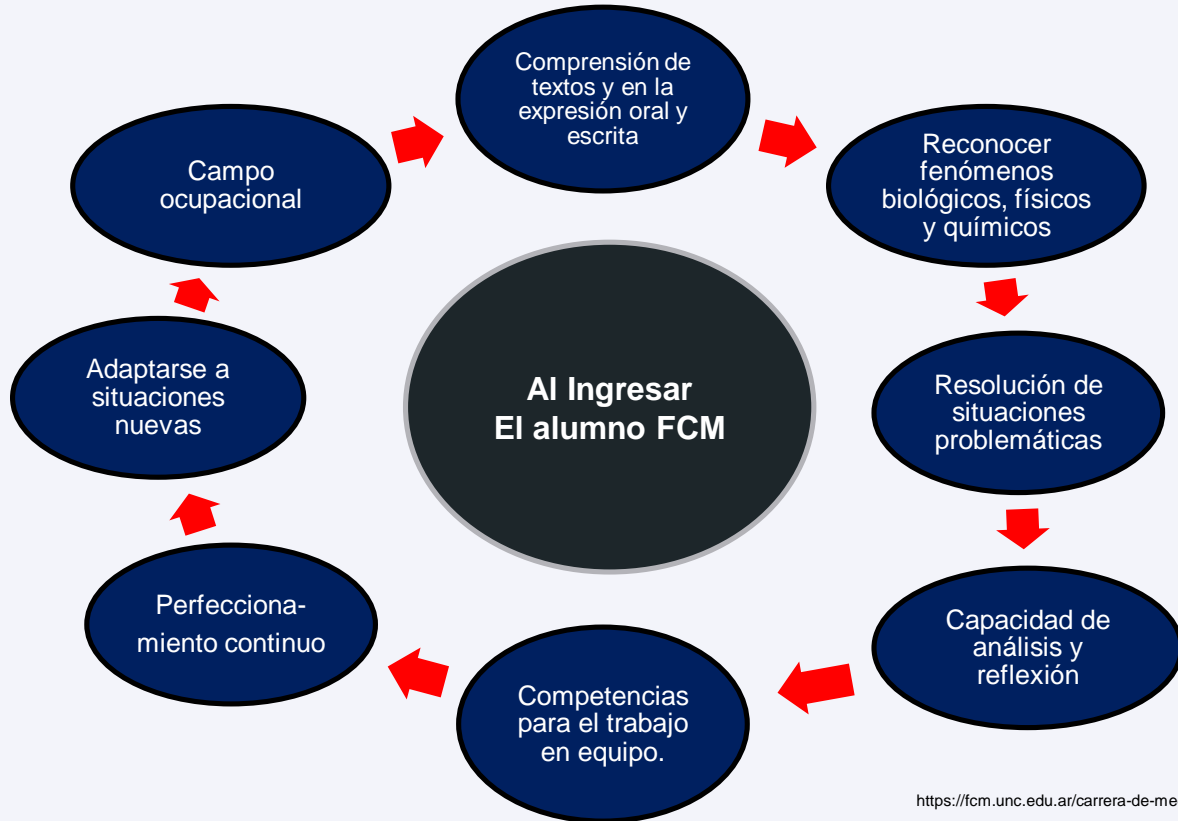 Comprensión de
textos y en la
expresión oral y
escrita
Reconocer
fenómenos
biológicos, físicos
y químicos
Resolución de
situaciones
problemáticas
Capacidad de
análisis y
reflexión
Competencias
para el trabajo
en equipo.
Perfecciona-
miento continuo
Adaptarse a
situaciones
nuevas
Campo
ocupacional
Al Ingresar
El alumno FCM
https://fcm.unc.edu.ar/carrera-de-me